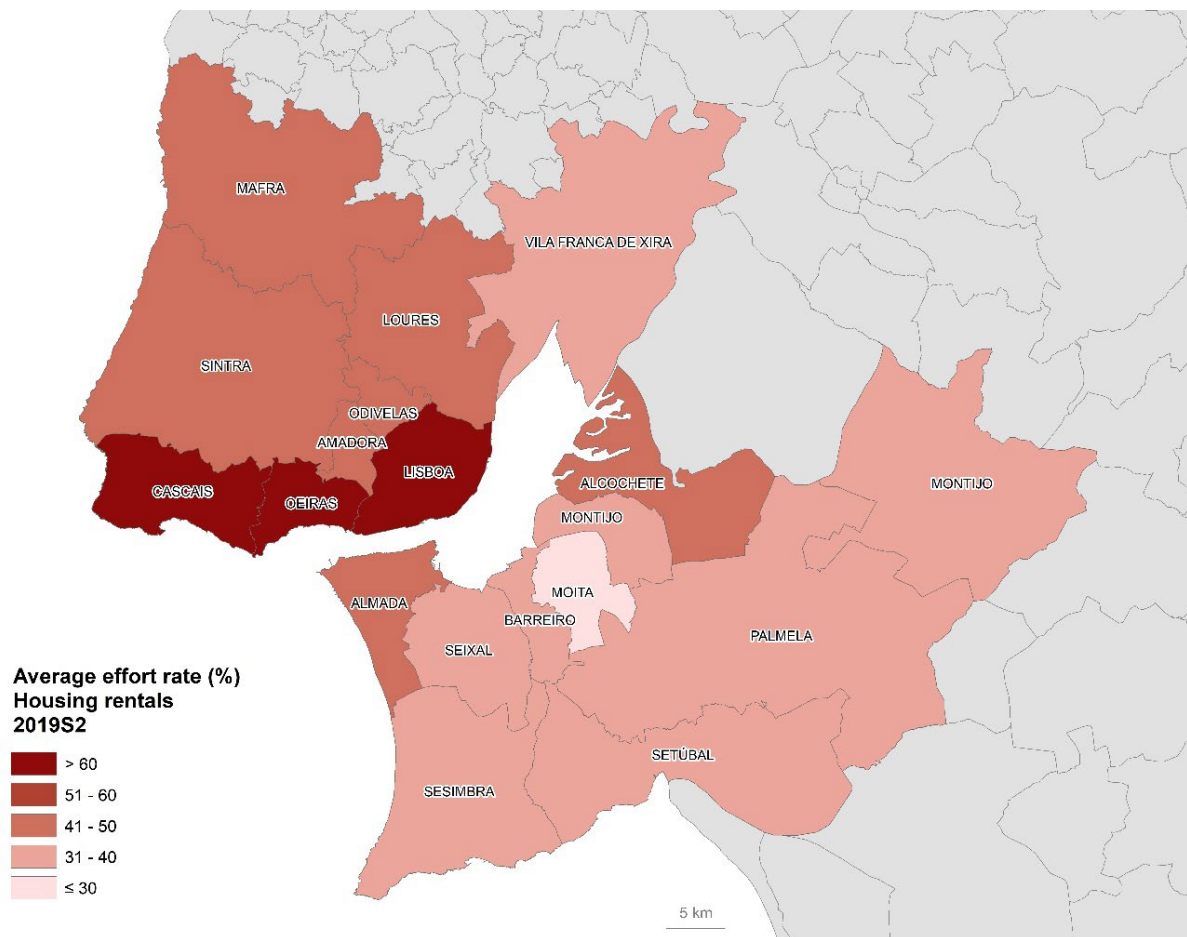 MAFRA
VILA FRANCA DE XIRA
LOURES
SINTRA
ODIVELAS
AMADORA
LISBOA
CASCAIS
OEIRAS
ALCOCHETE
MONTIJO
MONTIJO
MOITA
ALMADA
BARREIRO
SEIXAL
PALMELA
SETÚBAL
SESIMBRA
Average effort rate (%)
Housing rentals
2019S2
> 60
51 - 60
41 - 50
31 - 40
≤ 30
5 km